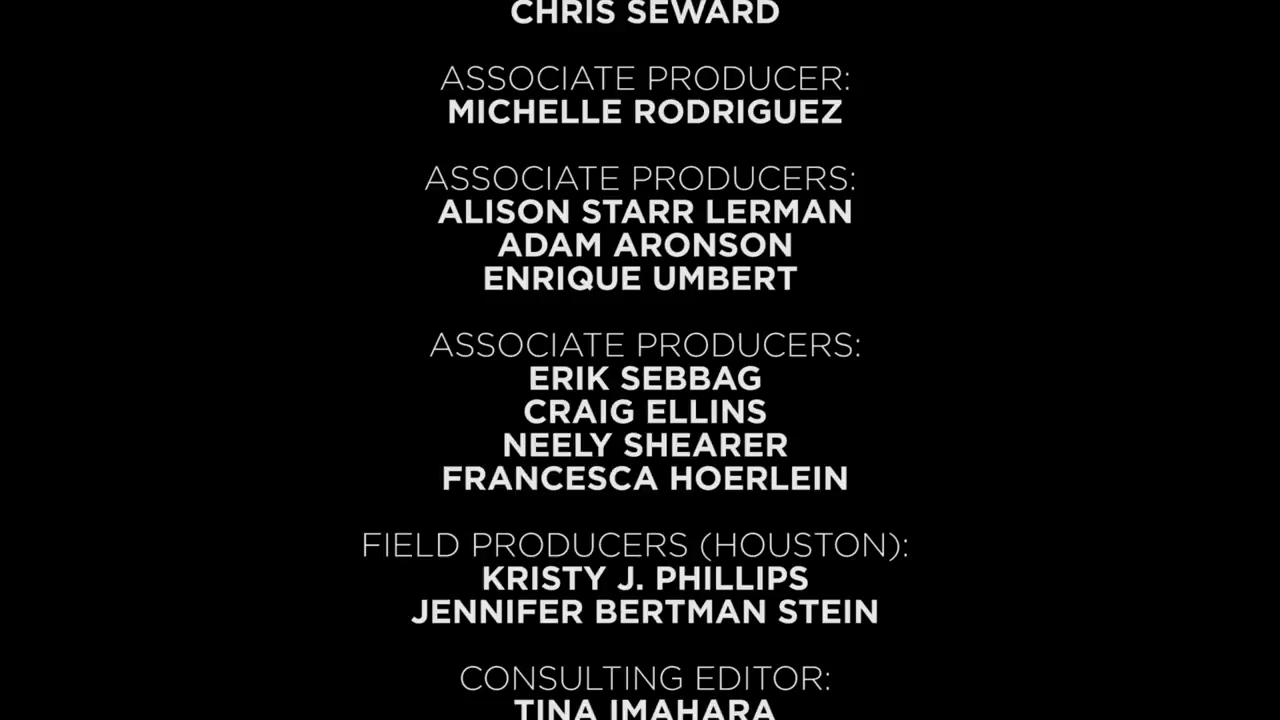 CHRIS SEWARD
ASSOCIATE PRODUCER:
MICHELLE RODRIGUEZ
ASSOCIATE PRODUCERS:
ALISON STARR LERMAN
ADAM ARONSON
ENRIQUE UMBERT
ASSOCIATE PRODUCERS:
ERIK SEBBAG
CRAIG ELLINS
NEELY SHEARER
FRANCESCA HOERLEIN
FIELD PRODUCERS (HOUSTON):
KRISTY J. PHILLIPS
JENNIFER BERTMAN STEIN
CONSULTING EDITOR:
TINA IMAHARA